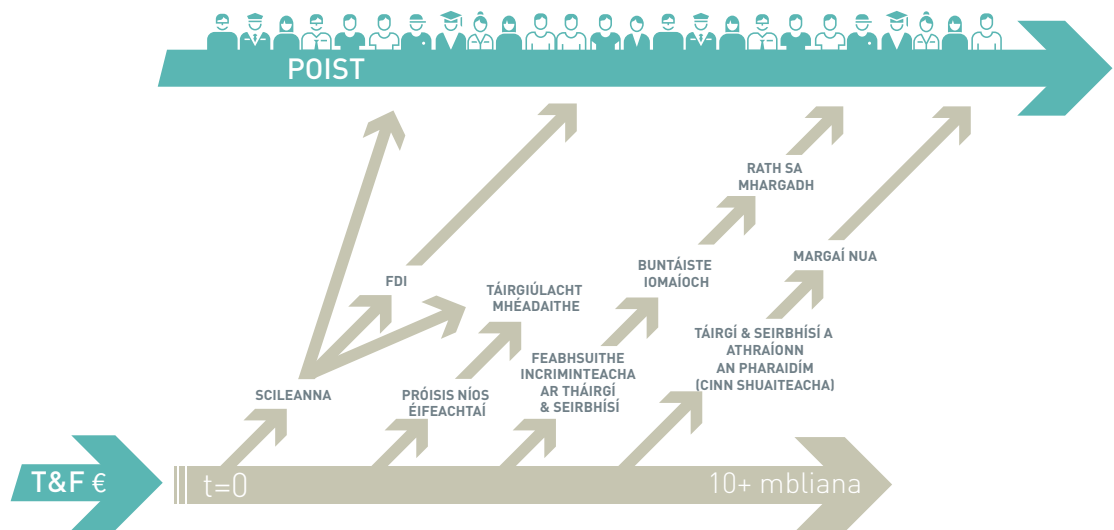 POIST
RATH SA
MHARGADH
MARGAÍ NUA
BUNTÁISTE
IOMAÍOCH
FDI
TÁIRGIÚLACHT
MHÉADAITHE
TÁIRGÍ & SEIRBHÍSÍ A
ATHRAÍONN
AN PHARAIDÍM
(CINN SHUAITEACHA)
FEABHSUITHE
INCRIMINTEACHA
AR THÁIRGÍ
& SEIRBHÍSÍ
SCILEANNA
PRÓISIS NÍOS
ÉIFEACHTAÍ
T&F €
t=0
10+ mbliana